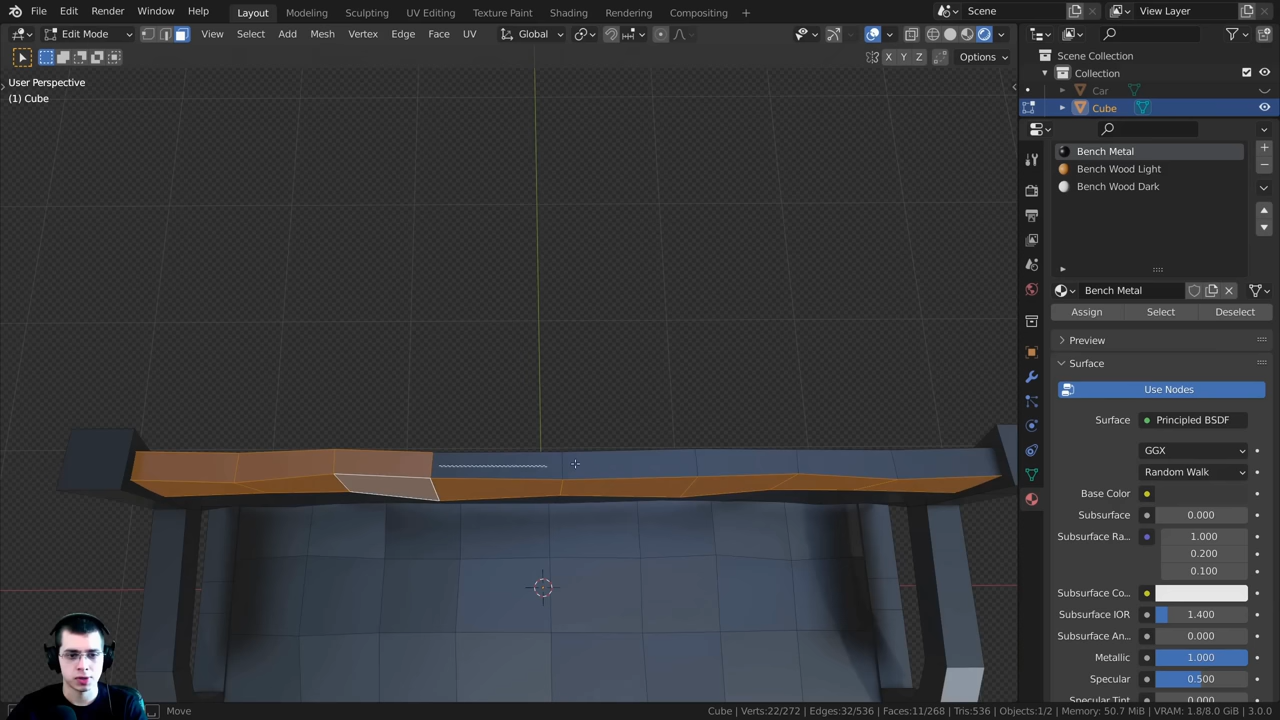 File Edit Render Window Help Layout Modeling Sculpting UV Editing Texture Paint Shading Rendering Compositing + Scene View Layer
Edit Mode View Select Add Mesh Vertex Edge Face UV Global
X Y Z Options
User Perspective
(1) Cube
Scene Collection
Collection
Car
Cube
Bench Metal
Bench Wood Light
Bench Wood Dark
Bench Metal
Assign Select Deselect
Preview
Surface
Use Nodes
Surface Principled BSDF
GGX
Random Walk
Base Color
Subsurface 0.000
Subsurface Ra... 1.000
0.200
0.100
Subsurface Co...
Subsurface IOR 1.400
Subsurface An... 0.000
Metallic 1.000
Specular 0.500
Specular Tint 0.000
Move Cube | Verts:22/272 | Edges:32/536 | Faces:11/268 | Tris:536 | Objects:1/2 | Memory: 50.7 MiB | VRAM: 1.8/8.0 GiB | 3.0.0